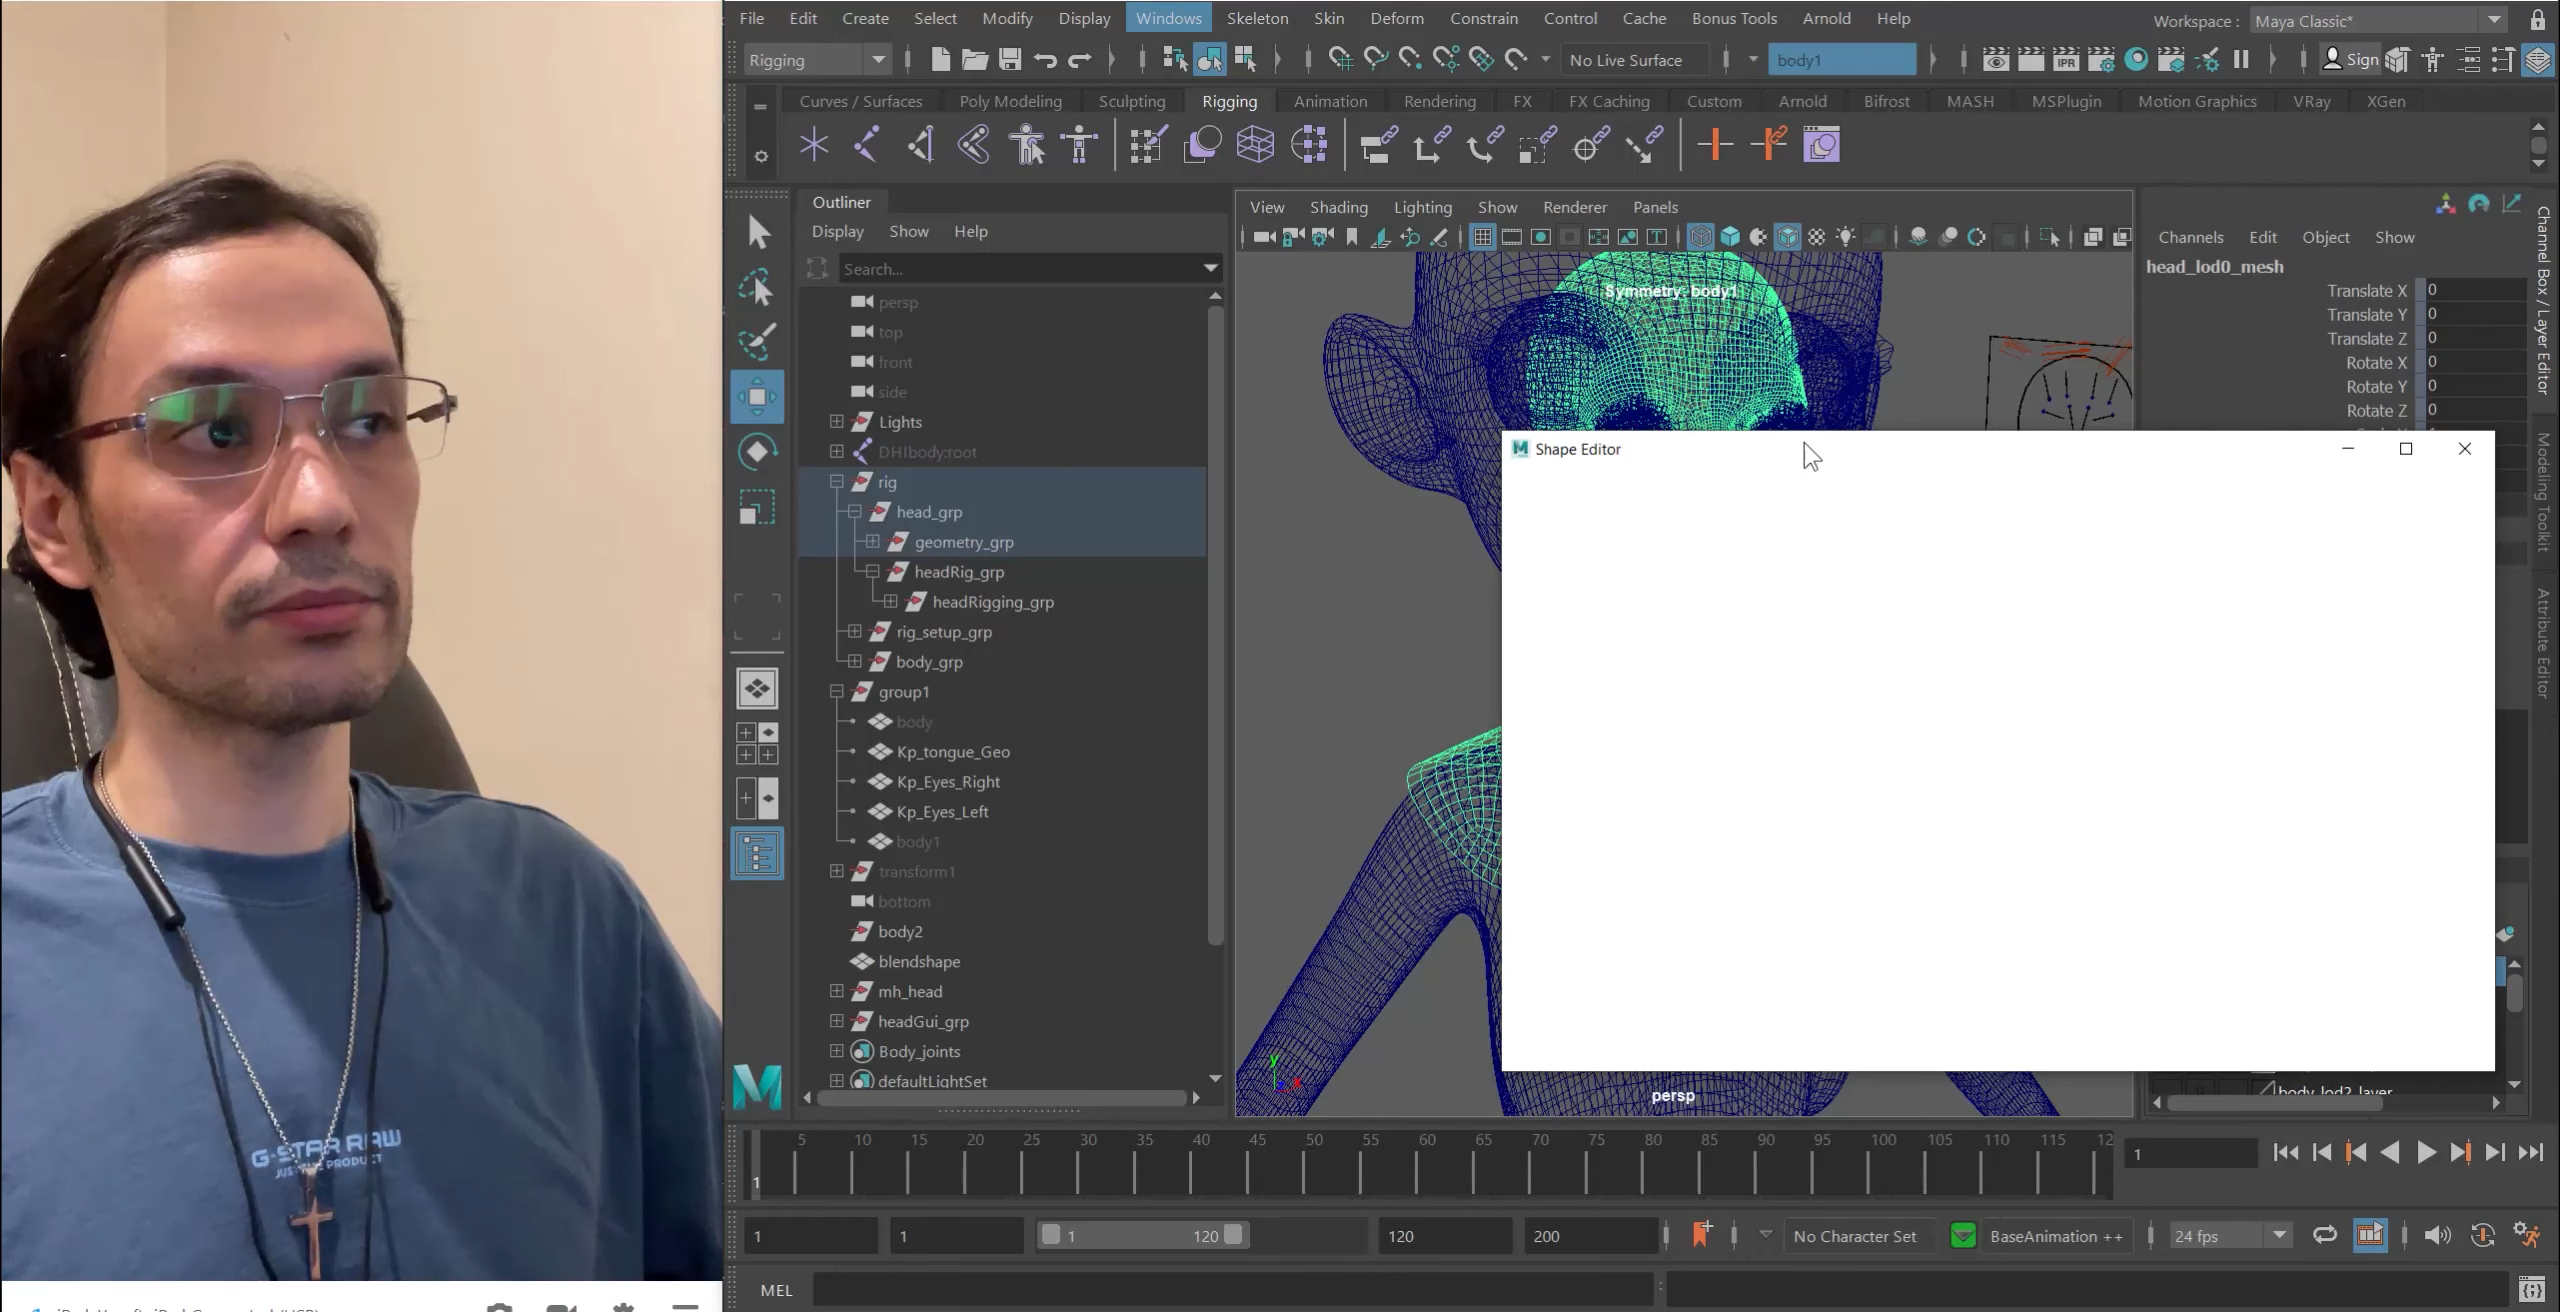 File Edit Create Select Modify Display Windows Skeleton Skin Deform Constrain Control Cache Bonus Tools Arnold Help
Workspace : Maya Classic*
Rigging
No Live Surface
body1
IPR
Sign
Curves / Surfaces Poly Modeling Sculpting Rigging Animation Rendering FX FX Caching Custom Arnold Bifrost MASH MSPlugin Motion Graphics VRay XGen
Outliner
Display Show Help
Search...
persp
top
front
side
Lights
DHIbody:root
rig
head_grp
geometry_grp
headRig_grp
headRigging_grp
rig_setup_grp
body_grp
group1
body
Kp_tongue_Geo
Kp_Eyes_Right
Kp_Eyes_Left
body1
transform1
bottom
body2
blendshape
mh_head
headGui_grp
Body_joints
defaultLightSet
View Shading Lighting Show Renderer Panels
Symmetry: body1
persp
y
x
Shape Editor
Channels Edit Object Show
head_lod0_mesh
Translate X 0
Translate Y 0
Translate Z 0
Rotate X 0
Rotate Y 0
Rotate Z 0
body_lod2_layer
Channel Box / Layer Editor
Modeling Toolkit
Attribute Editor
5 10 15 20 25 30 35 40 45 50 55 60 65 70 75 80 85 90 95 100 105 110 115 12
1
1
1 1 1 120 120 200
No Character Set
BaseAnimation ++
24 fps
MEL
G-STAR RAW